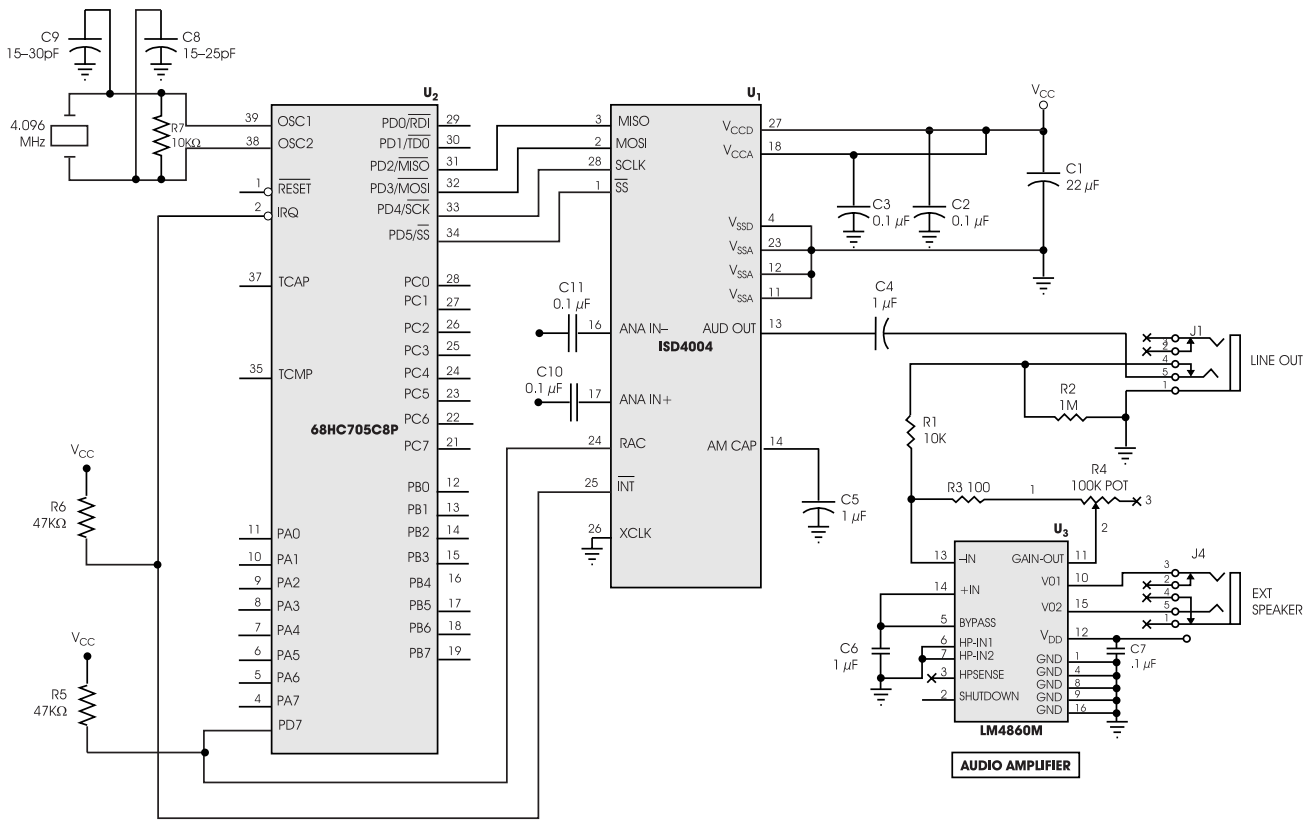 C9
15–30pF
C8
15–25pF
4.096
MHz
R7
10KΩ
U2
39 OSC1
38 OSC2
1 RESET
2 IRQ
37 TCAP
35 TCMP
68HC705C8P
11 PA0
10 PA1
9 PA2
8 PA3
7 PA4
6 PA5
5 PA6
4 PA7
PD7
PD0/RDI 29
PD1/TD0 30
PD2/MISO 31
PD3/MOSI 32
PD4/SCK 33
PD5/SS 34
PC0 28
PC1 27
PC2 26
PC3 25
PC4 24
PC5 23
PC6 22
PC7 21
PB0 12
PB1 13
PB2 14
PB3 15
PB4 16
PB5 17
PB6 18
PB7 19
VCC
R6
47KΩ
VCC
R5
47KΩ
U1
3 MISO
2 MOSI
28 SCLK
1 SS
C11
0.1 µF
16 ANA IN–
C10
0.1 µF
17 ANA IN+
24 RAC
25 INT
26 XCLK
ISD4004
VCCD 27
VCCA 18
VSSD 4
VSSA 23
VSSA 12
VSSA 11
AUD OUT 13
AM CAP 14
VCC
C1
22 µF
C3
0.1 µF
C2
0.1 µF
C4
1 µF
C5
1 µF
J1
3
2
4
5
1
LINE OUT
R2
1M
R1
10K
R3 100
1
R4
100K POT
3
2
U3
13 –IN
14 +IN
5 BYPASS
6 HP-IN1
7 HP-IN2
3 HPSENSE
2 SHUTDOWN
GAIN-OUT 11
V01 10
V02 15
VDD 12
GND 1
GND 4
GND 8
GND 9
GND 16
LM4860M
C6
1 µF
C7
.1 µF
J4
3
2
4
5
1
EXT
SPEAKER
AUDIO AMPLIFIER